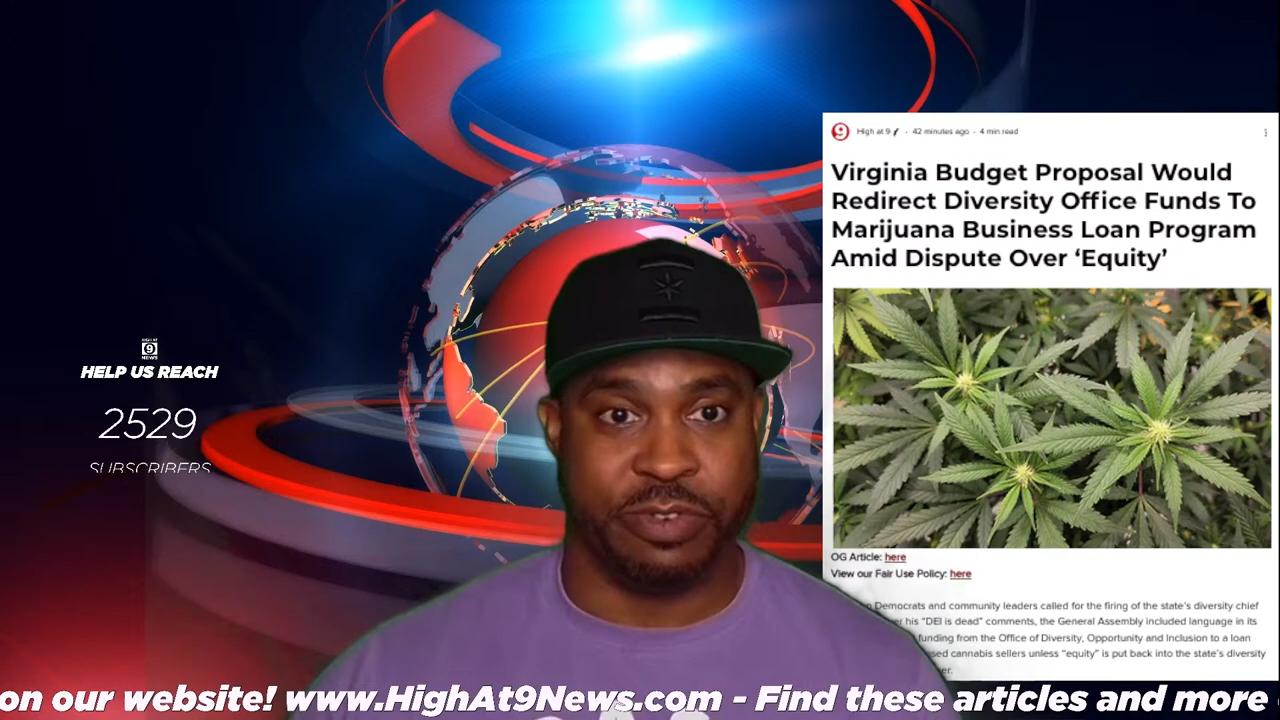 HIGH AT
9
NEWS
HELP US REACH
2529
SUBSCRIBERS
9 High at 9 · 42 minutes ago · 4 min read
Virginia Budget Proposal Would
Redirect Diversity Office Funds To
Marijuana Business Loan Program
Amid Dispute Over ‘Equity’
OG Article: here
View our Fair Use Policy: here
Democrats and community leaders called for the firing of the state’s diversity chief
his “DEI is dead” comments, the General Assembly included language in its
funding from the Office of Diversity, Opportunity and Inclusion to a loan
cannabis sellers unless “equity” is put back into the state’s diversity
on our website! www.HighAt9News.com - Find these articles and more